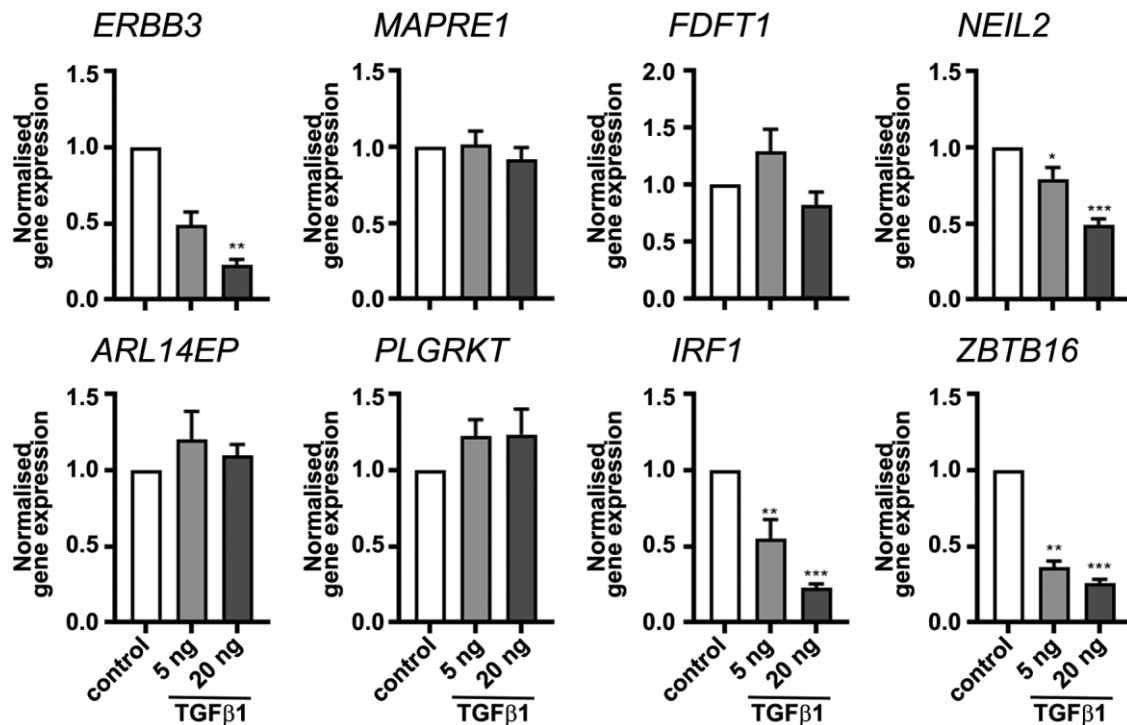 ERBB3 MAPRE1 FDFT1 NEIL2
Normalised gene expression Normalised gene expression Normalised gene expression Normalised gene expression
1.5 1.5 2.0 1.5
1.5
1.0 1.0 1.0 1.0
* ***
0.5 0.5 0.5 0.5
**
0.0 0.0 0.0 0.0
ARL14EP PLGRKT IRF1 ZBTB16
Normalised gene expression Normalised gene expression Normalised gene expression Normalised gene expression
1.5 1.5 1.5 1.5
1.0 1.0 1.0 1.0
0.5 0.5 0.5 0.5
** *** ** ***
0.0 0.0 0.0 0.0
control 5 ng 20 ng control 5 ng 20 ng control 5 ng 20 ng control 5 ng 20 ng
TGFβ1 TGFβ1 TGFβ1 TGFβ1